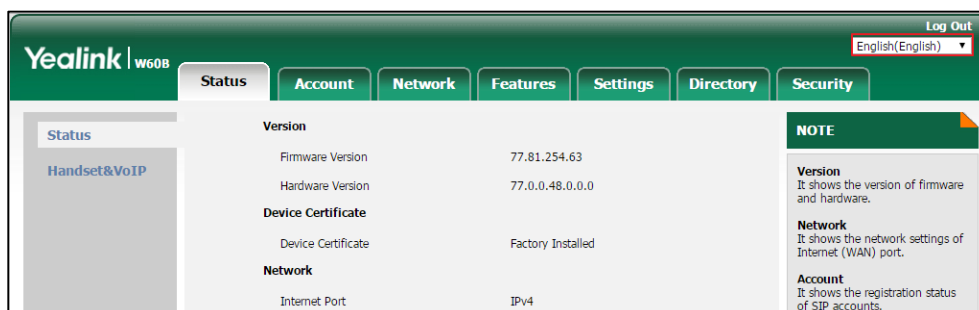 Log Out
English(English)
Yealink W60B
Status Account Network Features Settings Directory Security
Status
Handset&VoIP
Version
Firmware Version 77.81.254.63
Hardware Version 77.0.0.48.0.0.0
Device Certificate
Device Certificate Factory Installed
Network
Internet Port IPv4
NOTE
Version
It shows the version of firmware
and hardware.
Network
It shows the network settings of
Internet (WAN) port.
Account
It shows the registration status
of SIP accounts.